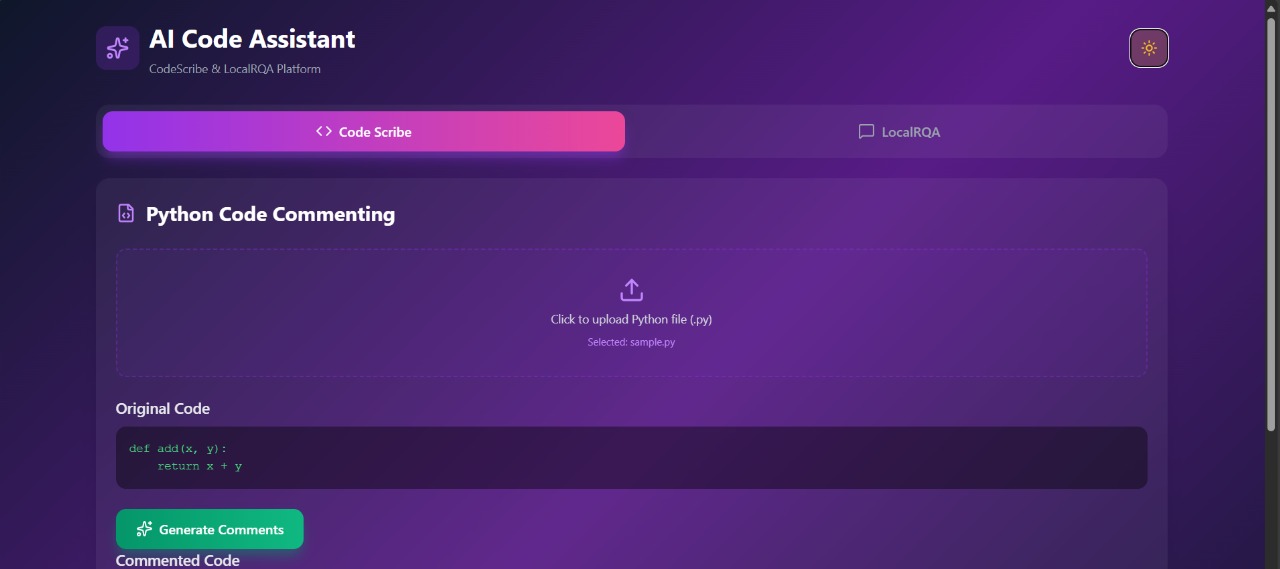 AI Code Assistant
CodeScribe & LocalRQA Platform
Code Scribe
LocalRQA
Python Code Commenting
Click to upload Python file (.py)
Selected: sample.py
Original Code
def add(x, y):
    return x + y
Generate Comments
Commented Code